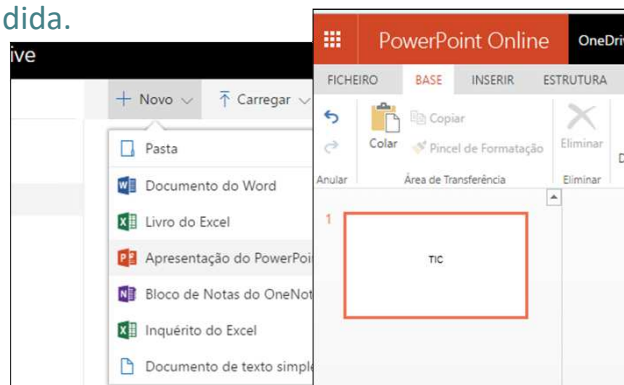 dida.
ive
+ Novo
Carregar
Pasta
Documento do Word
Livro do Excel
Apresentação do PowerPoi
Bloco de Notas do OneNot
Inquérito do Excel
Documento de texto simple
PowerPoint Online
OneDriv
FICHEIRO BASE INSERIR ESTRUTURA
Colar
Copiar
Pincel de Formatação
Eliminar
D
Anular Área de Transferência Eliminar
1
TIC